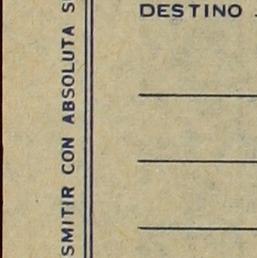 DESTINO
SMITIR CON ABSOLUTA S